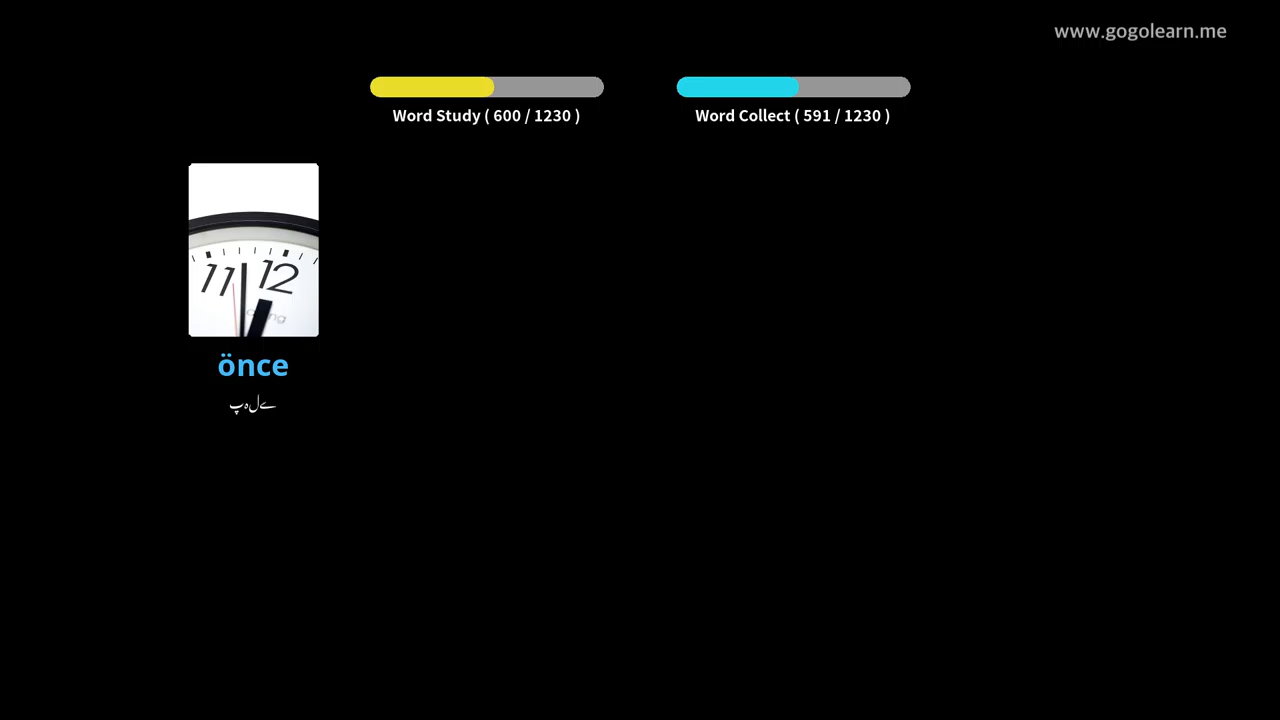 www.gogolearn.me
Word Study ( 600 / 1230 )
Word Collect ( 591 / 1230 )
11 12
önce
پہلے